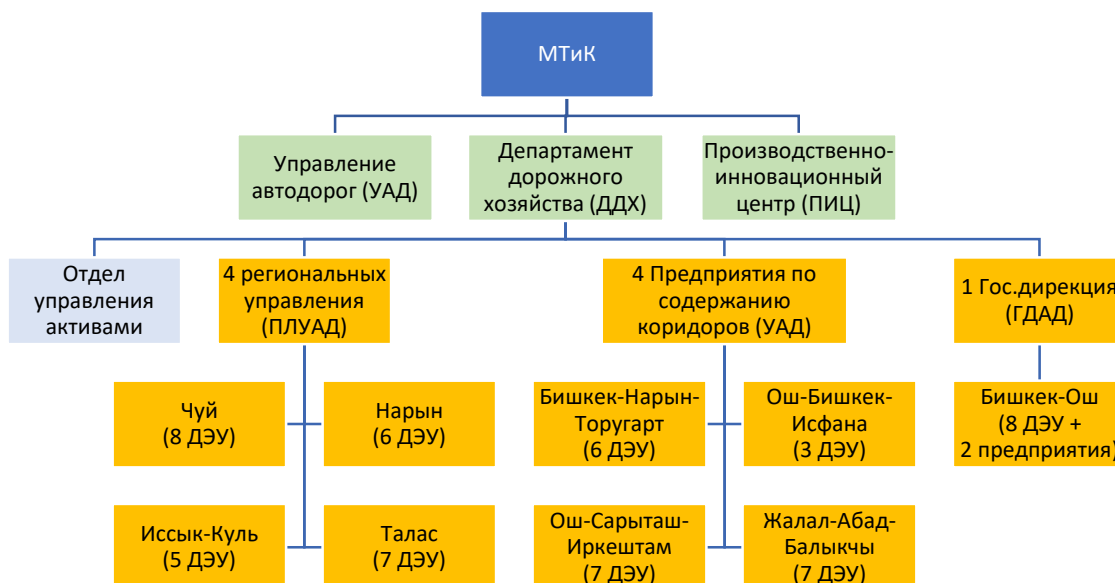 МТиК
Управление
автодорог (УАД)
Департамент
дорожного
хозяйства (ДДХ)
Производственно-
инновационный
центр (ПИЦ)
Отдел
управления
активами
4 региональных
управления
(ПЛУАД)
4 Предприятия по
содержанию
коридоров (УАД)
1 Гос.дирекция
(ГДАД)
Чуй
(8 ДЭУ)
Нарын
(6 ДЭУ)
Бишкек-Нарын-
Торугарт
(6 ДЭУ)
Ош-Бишкек-
Исфана
(3 ДЭУ)
Бишкек-Ош
(8 ДЭУ +
2 предприятия)
Иссык-Куль
(5 ДЭУ)
Талас
(7 ДЭУ)
Ош-Сарыташ-
Иркештам
(7 ДЭУ)
Жалал-Абад-
Балыкчы
(7 ДЭУ)